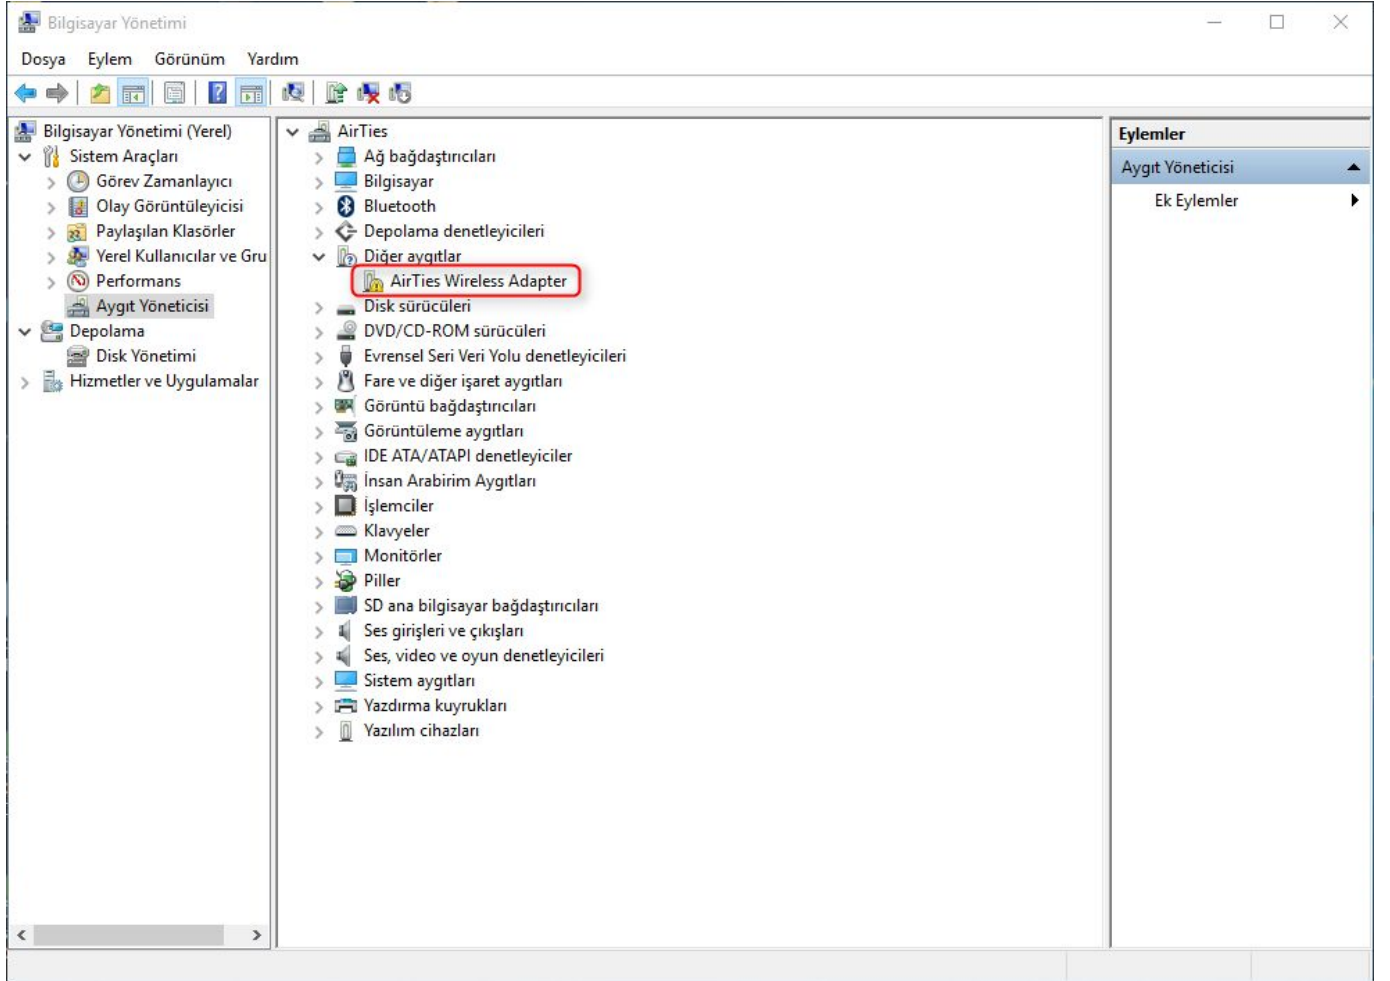 Bilgisayar Yönetimi
Dosya Eylem Görünüm Yardım
Bilgisayar Yönetimi (Yerel)
Sistem Araçları
Görev Zamanlayıcı
Olay Görüntüleyicisi
Paylaşılan Klasörler
Yerel Kullanıcılar ve Gru
Performans
Aygıt Yöneticisi
Depolama
Disk Yönetimi
Hizmetler ve Uygulamalar
AirTies
Ağ bağdaştırıcıları
Bilgisayar
Bluetooth
Depolama denetleyicileri
Diğer aygıtlar
AirTies Wireless Adapter
Disk sürücüleri
DVD/CD-ROM sürücüleri
Evrensel Seri Veri Yolu denetleyicileri
Fare ve diğer işaret aygıtları
Görüntü bağdaştırıcıları
Görüntüleme aygıtları
IDE ATA/ATAPI denetleyiciler
İnsan Arabirim Aygıtları
İşlemciler
Klavyeler
Monitörler
Piller
SD ana bilgisayar bağdaştırıcıları
Ses girişleri ve çıkışları
Ses, video ve oyun denetleyicileri
Sistem aygıtları
Yazdırma kuyrukları
Yazılım cihazları
Eylemler
Aygıt Yöneticisi
Ek Eylemler